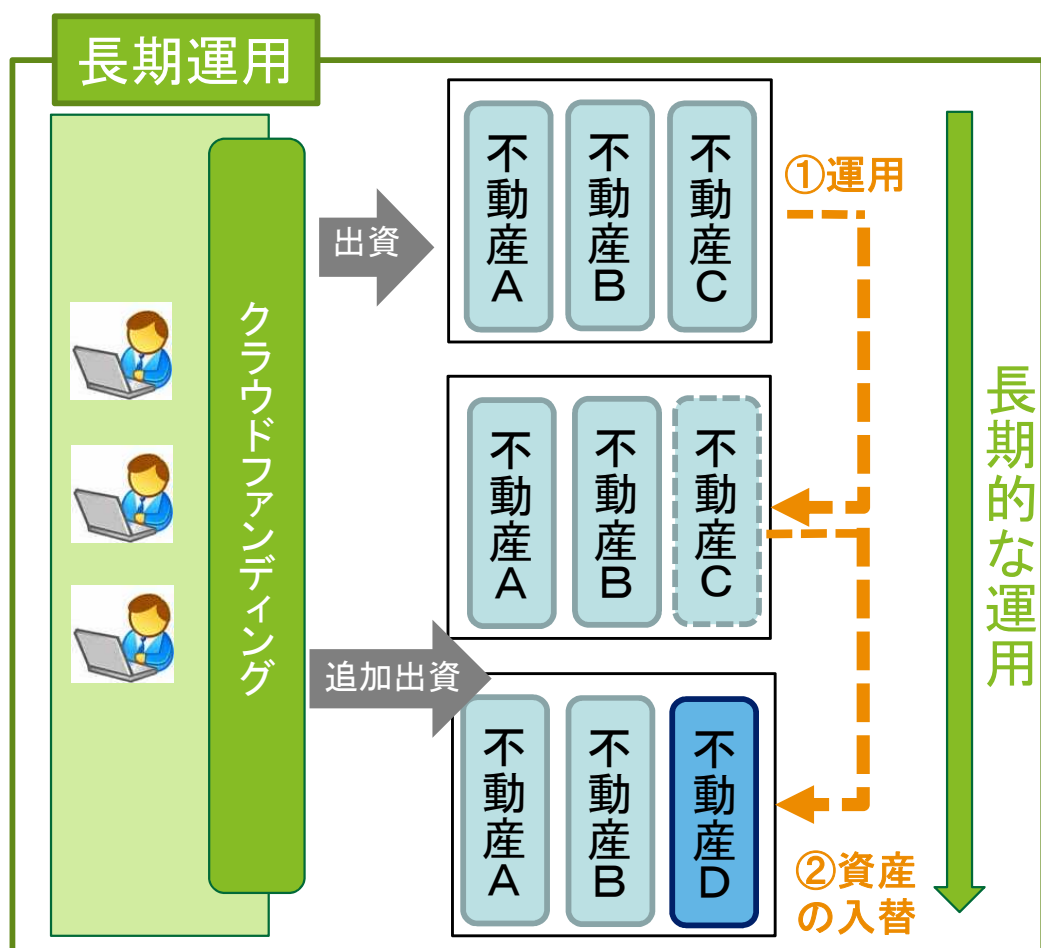 長期運用
クラウドファンディング
出資
不動産A
不動産B
不動産C
①運用
不動産A
不動産B
不動産C
追加出資
不動産A
不動産B
不動産D
②資産
の入替
長期的な運用